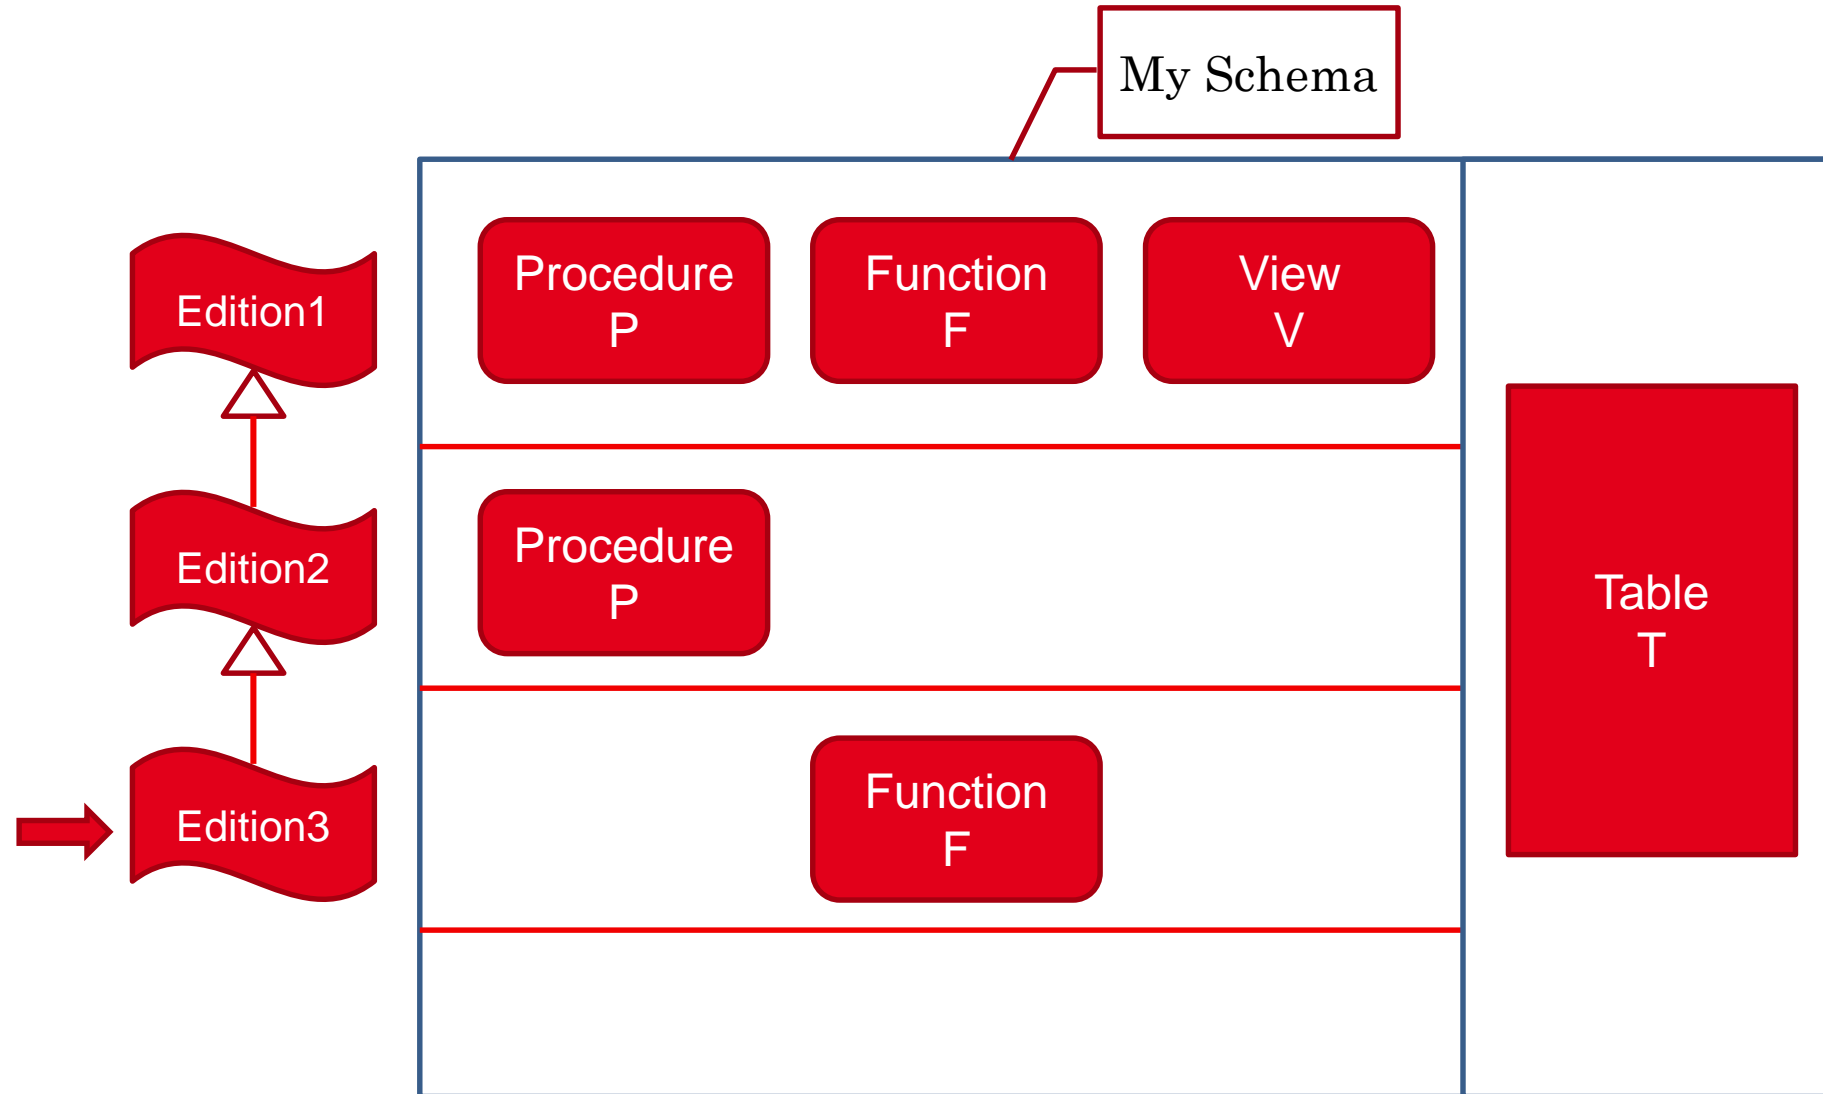 My Schema
Edition1
Procedure
P
Function
F
View
V
Edition2
Procedure
P
Table
T
Edition3
Function
F